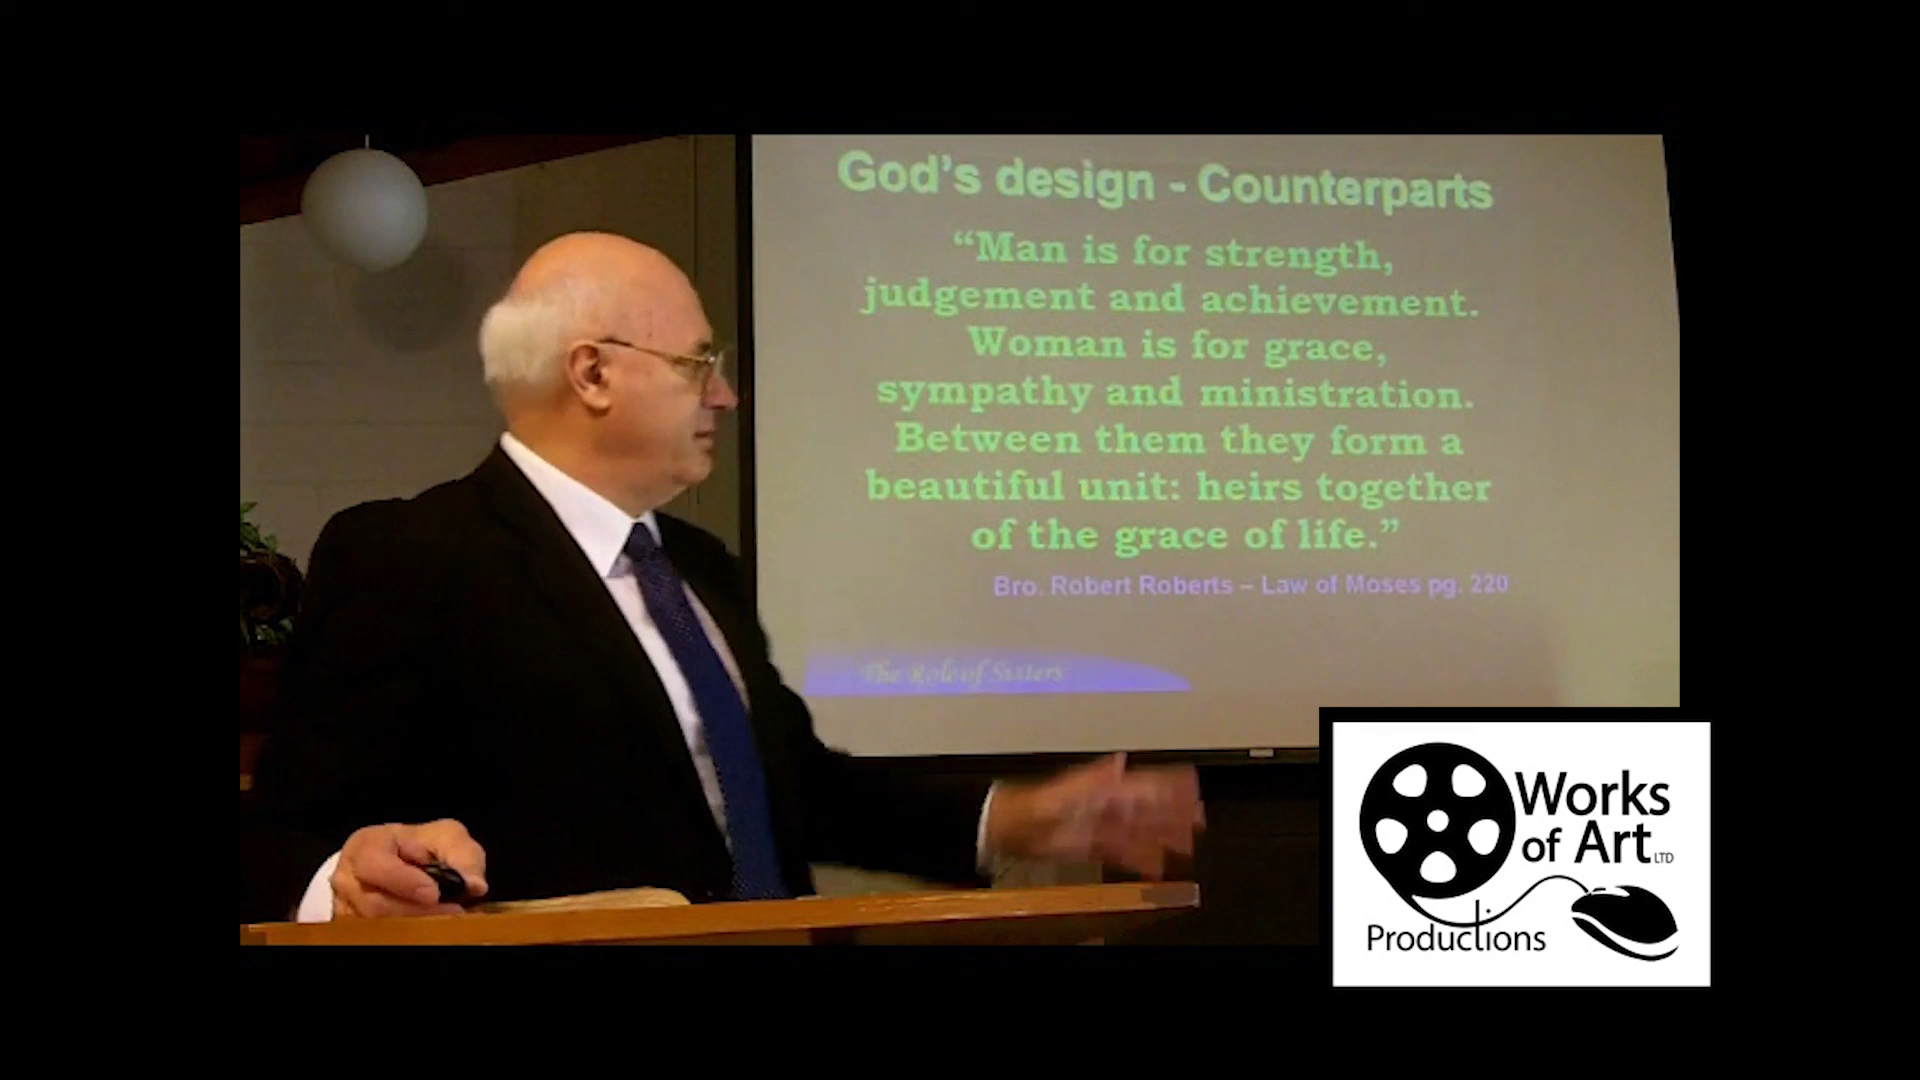 God's design - Counterparts
“Man is for strength,
judgement and achievement.
Woman is for grace,
sympathy and ministration.
Between them they form a
beautiful unit: heirs together
of the grace of life.”
Bro. Robert Roberts – Law of Moses pg. 220
The Role of Sisters
Works
of Art LTD
Productions